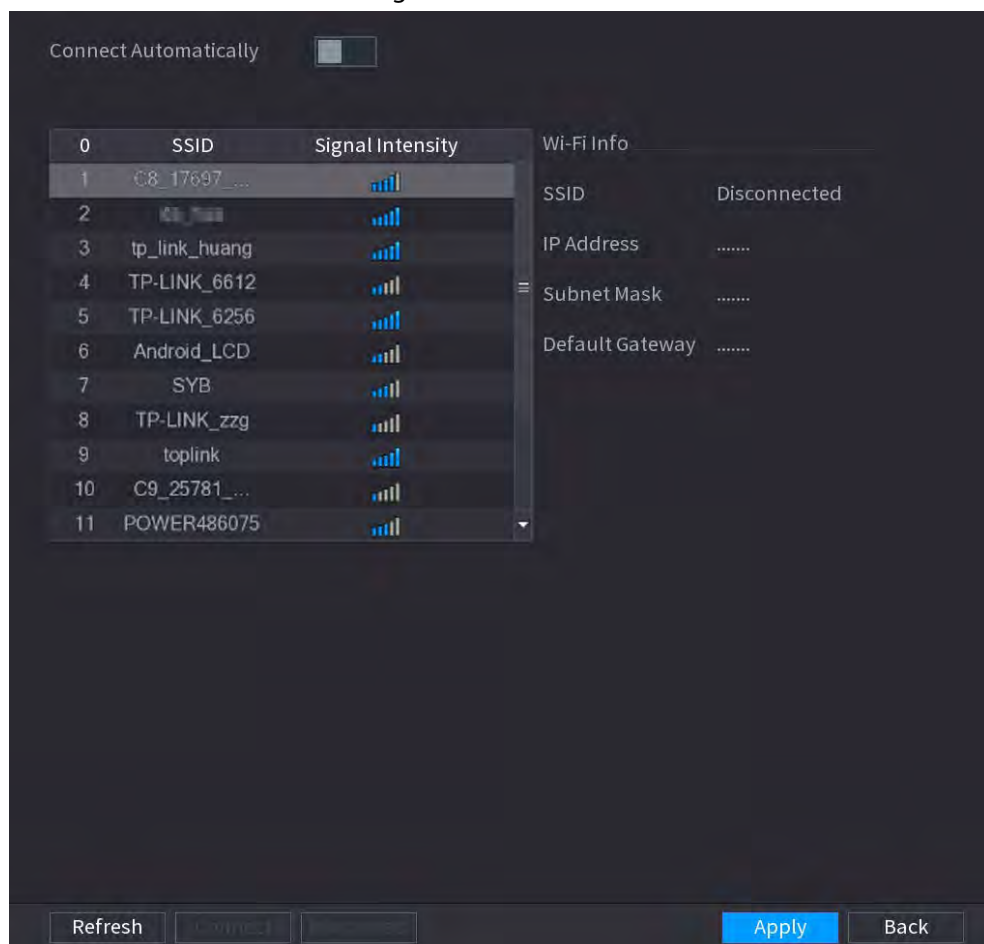 Connect Automatically
0 SSID Signal Intensity
1 C8_17697_...
2
3 tp_link_huang
4 TP-LINK_6612
5 TP-LINK_6256
6 Android_LCD
7 SYB
8 TP-LINK_zzg
9 toplink
10 C9_25781_...
11 POWER486075
Wi-Fi Info
SSID Disconnected
IP Address .......
Subnet Mask .......
Default Gateway .......
Refresh Connect Apply Back